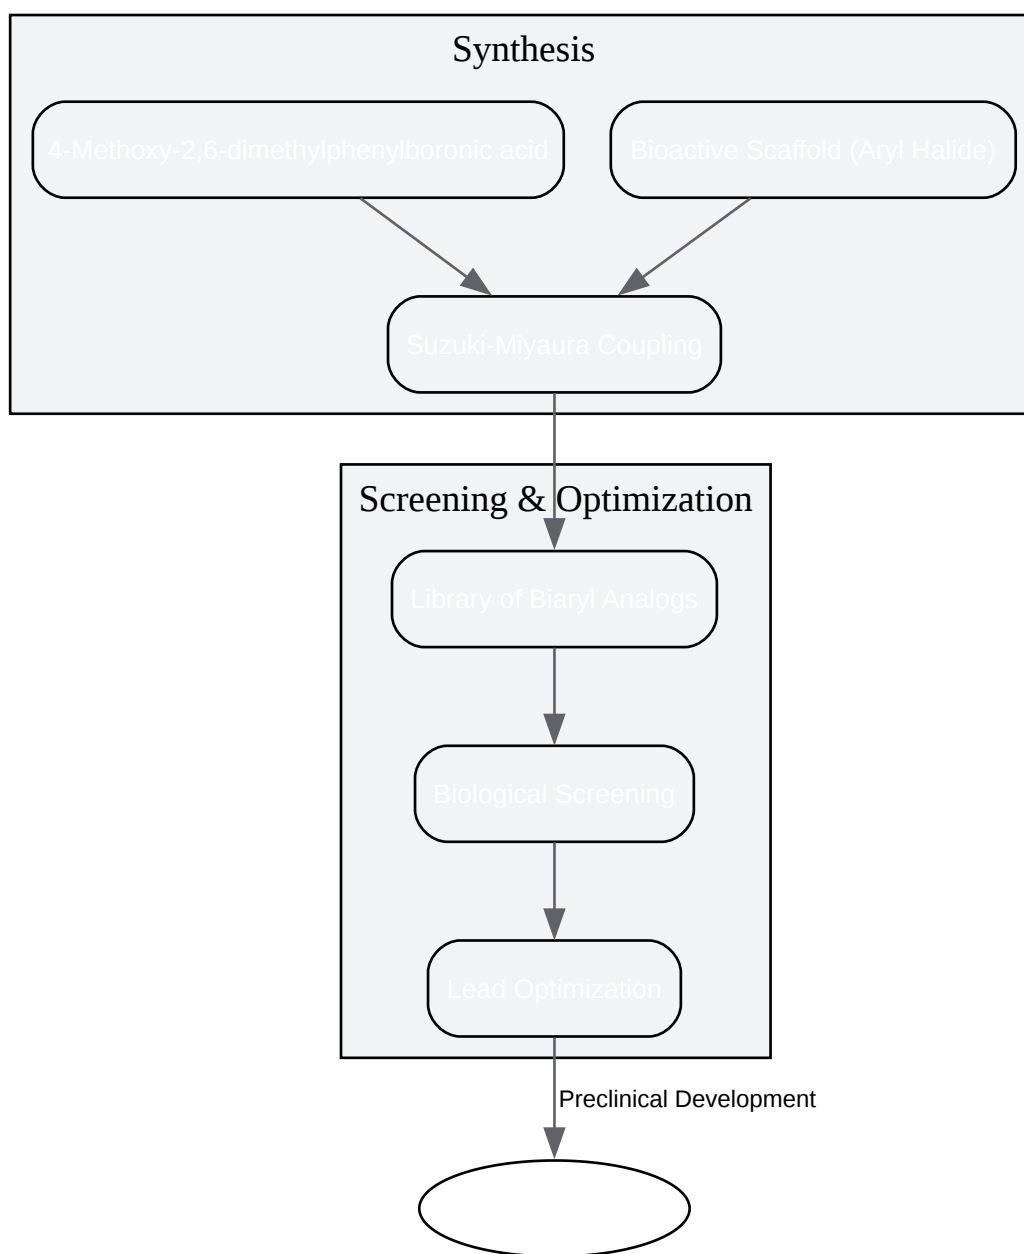 Synthesis
4-Methoxy-2,6-dimethylphenylboronic acid
Bioactive Scaffold (Aryl Halide)
Suzuki-Miyaura Coupling
Screening & Optimization
Library of Biaryl Analogs
Biological Screening
Lead Optimization
Preclinical Development